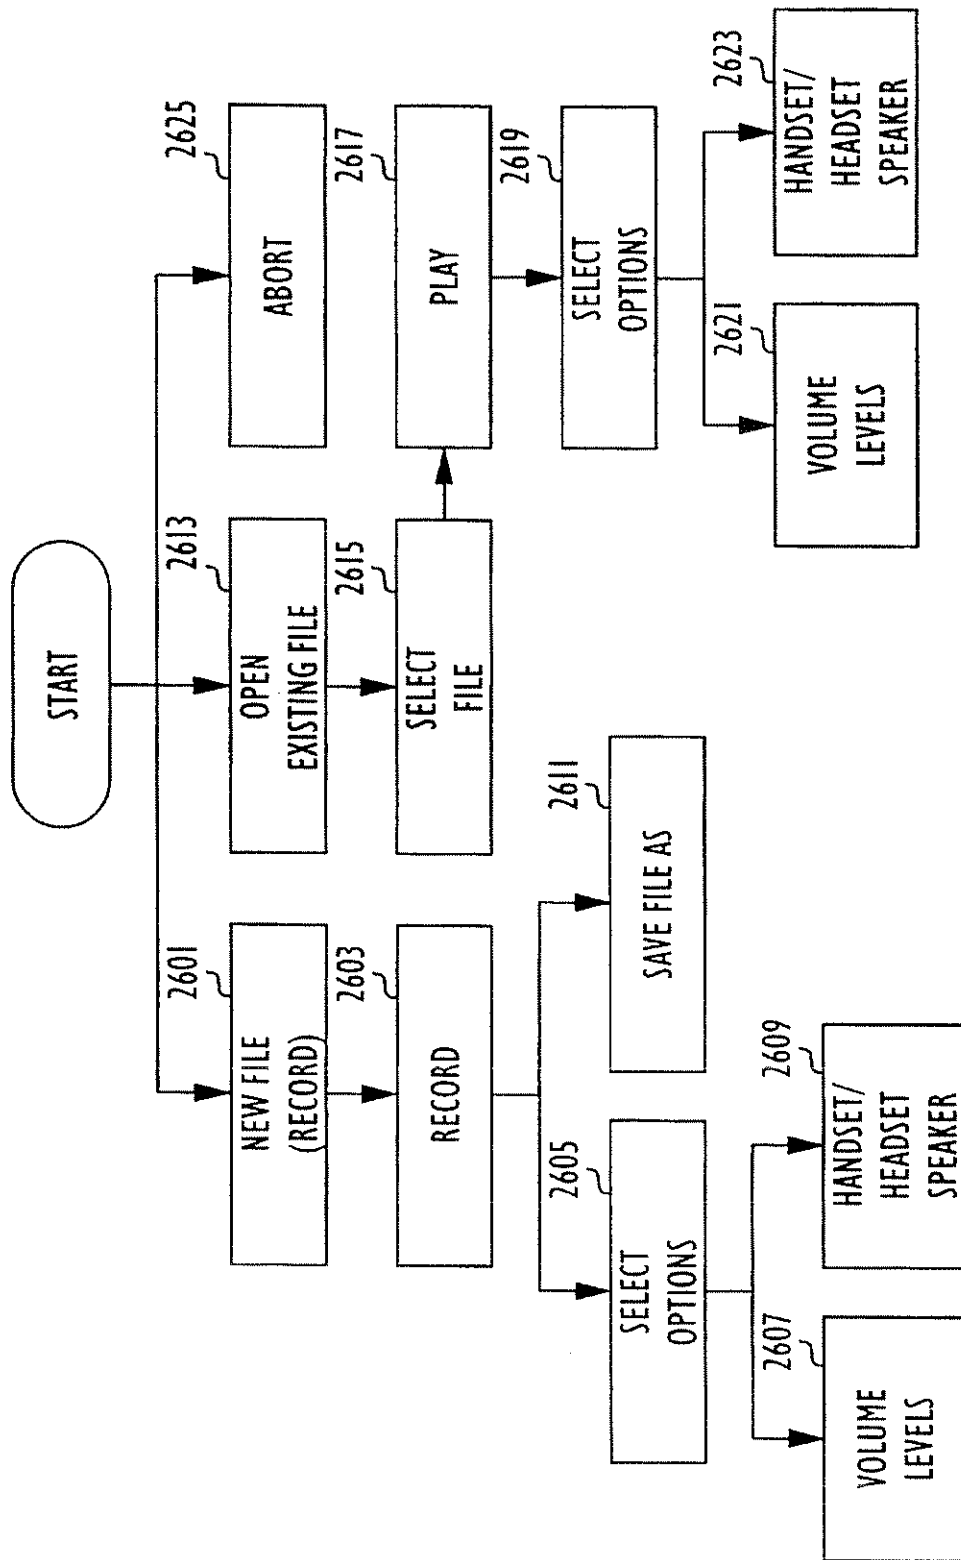 START
2601
NEW FILE
(RECORD)
2613
OPEN
EXISTING FILE
2625
ABORT
2603
RECORD
2615
SELECT
FILE
2617
PLAY
2605
SELECT
OPTIONS
2611
SAVE FILE AS
2619
SELECT
OPTIONS
2607
VOLUME
LEVELS
2609
HANDSET/
HEADSET
SPEAKER
2621
VOLUME
LEVELS
2623
HANDSET/
HEADSET
SPEAKER